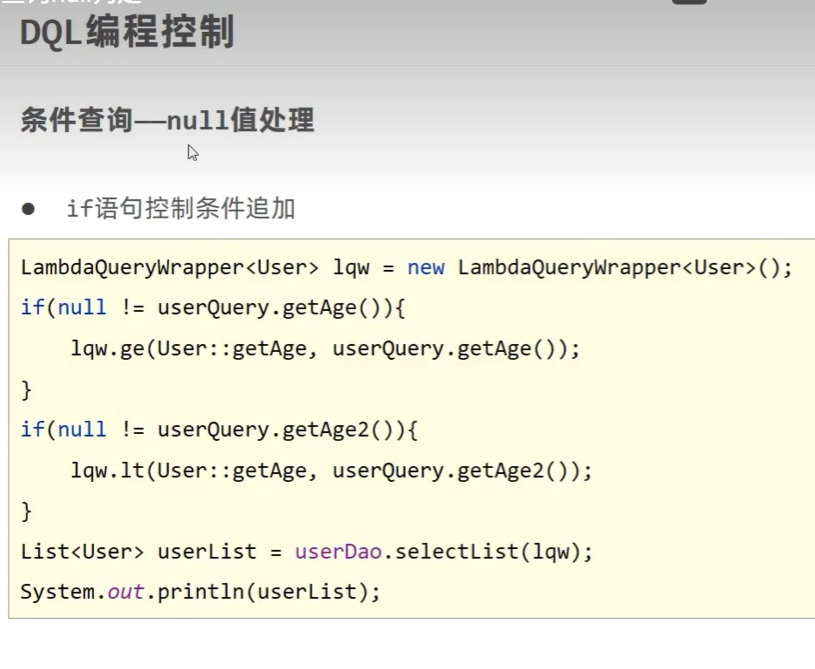 DQL编程控制
条件查询—null值处理
● if语句控制条件追加
LambdaQueryWrapper<User> lqw = new LambdaQueryWrapper<User>();
if(null != userQuery.getAge()){
    lqw.ge(User::getAge, userQuery.getAge());
}
if(null != userQuery.getAge2()){
    lqw.lt(User::getAge, userQuery.getAge2());
}
List<User> userList = userDao.selectList(lqw);
System.out.println(userList);